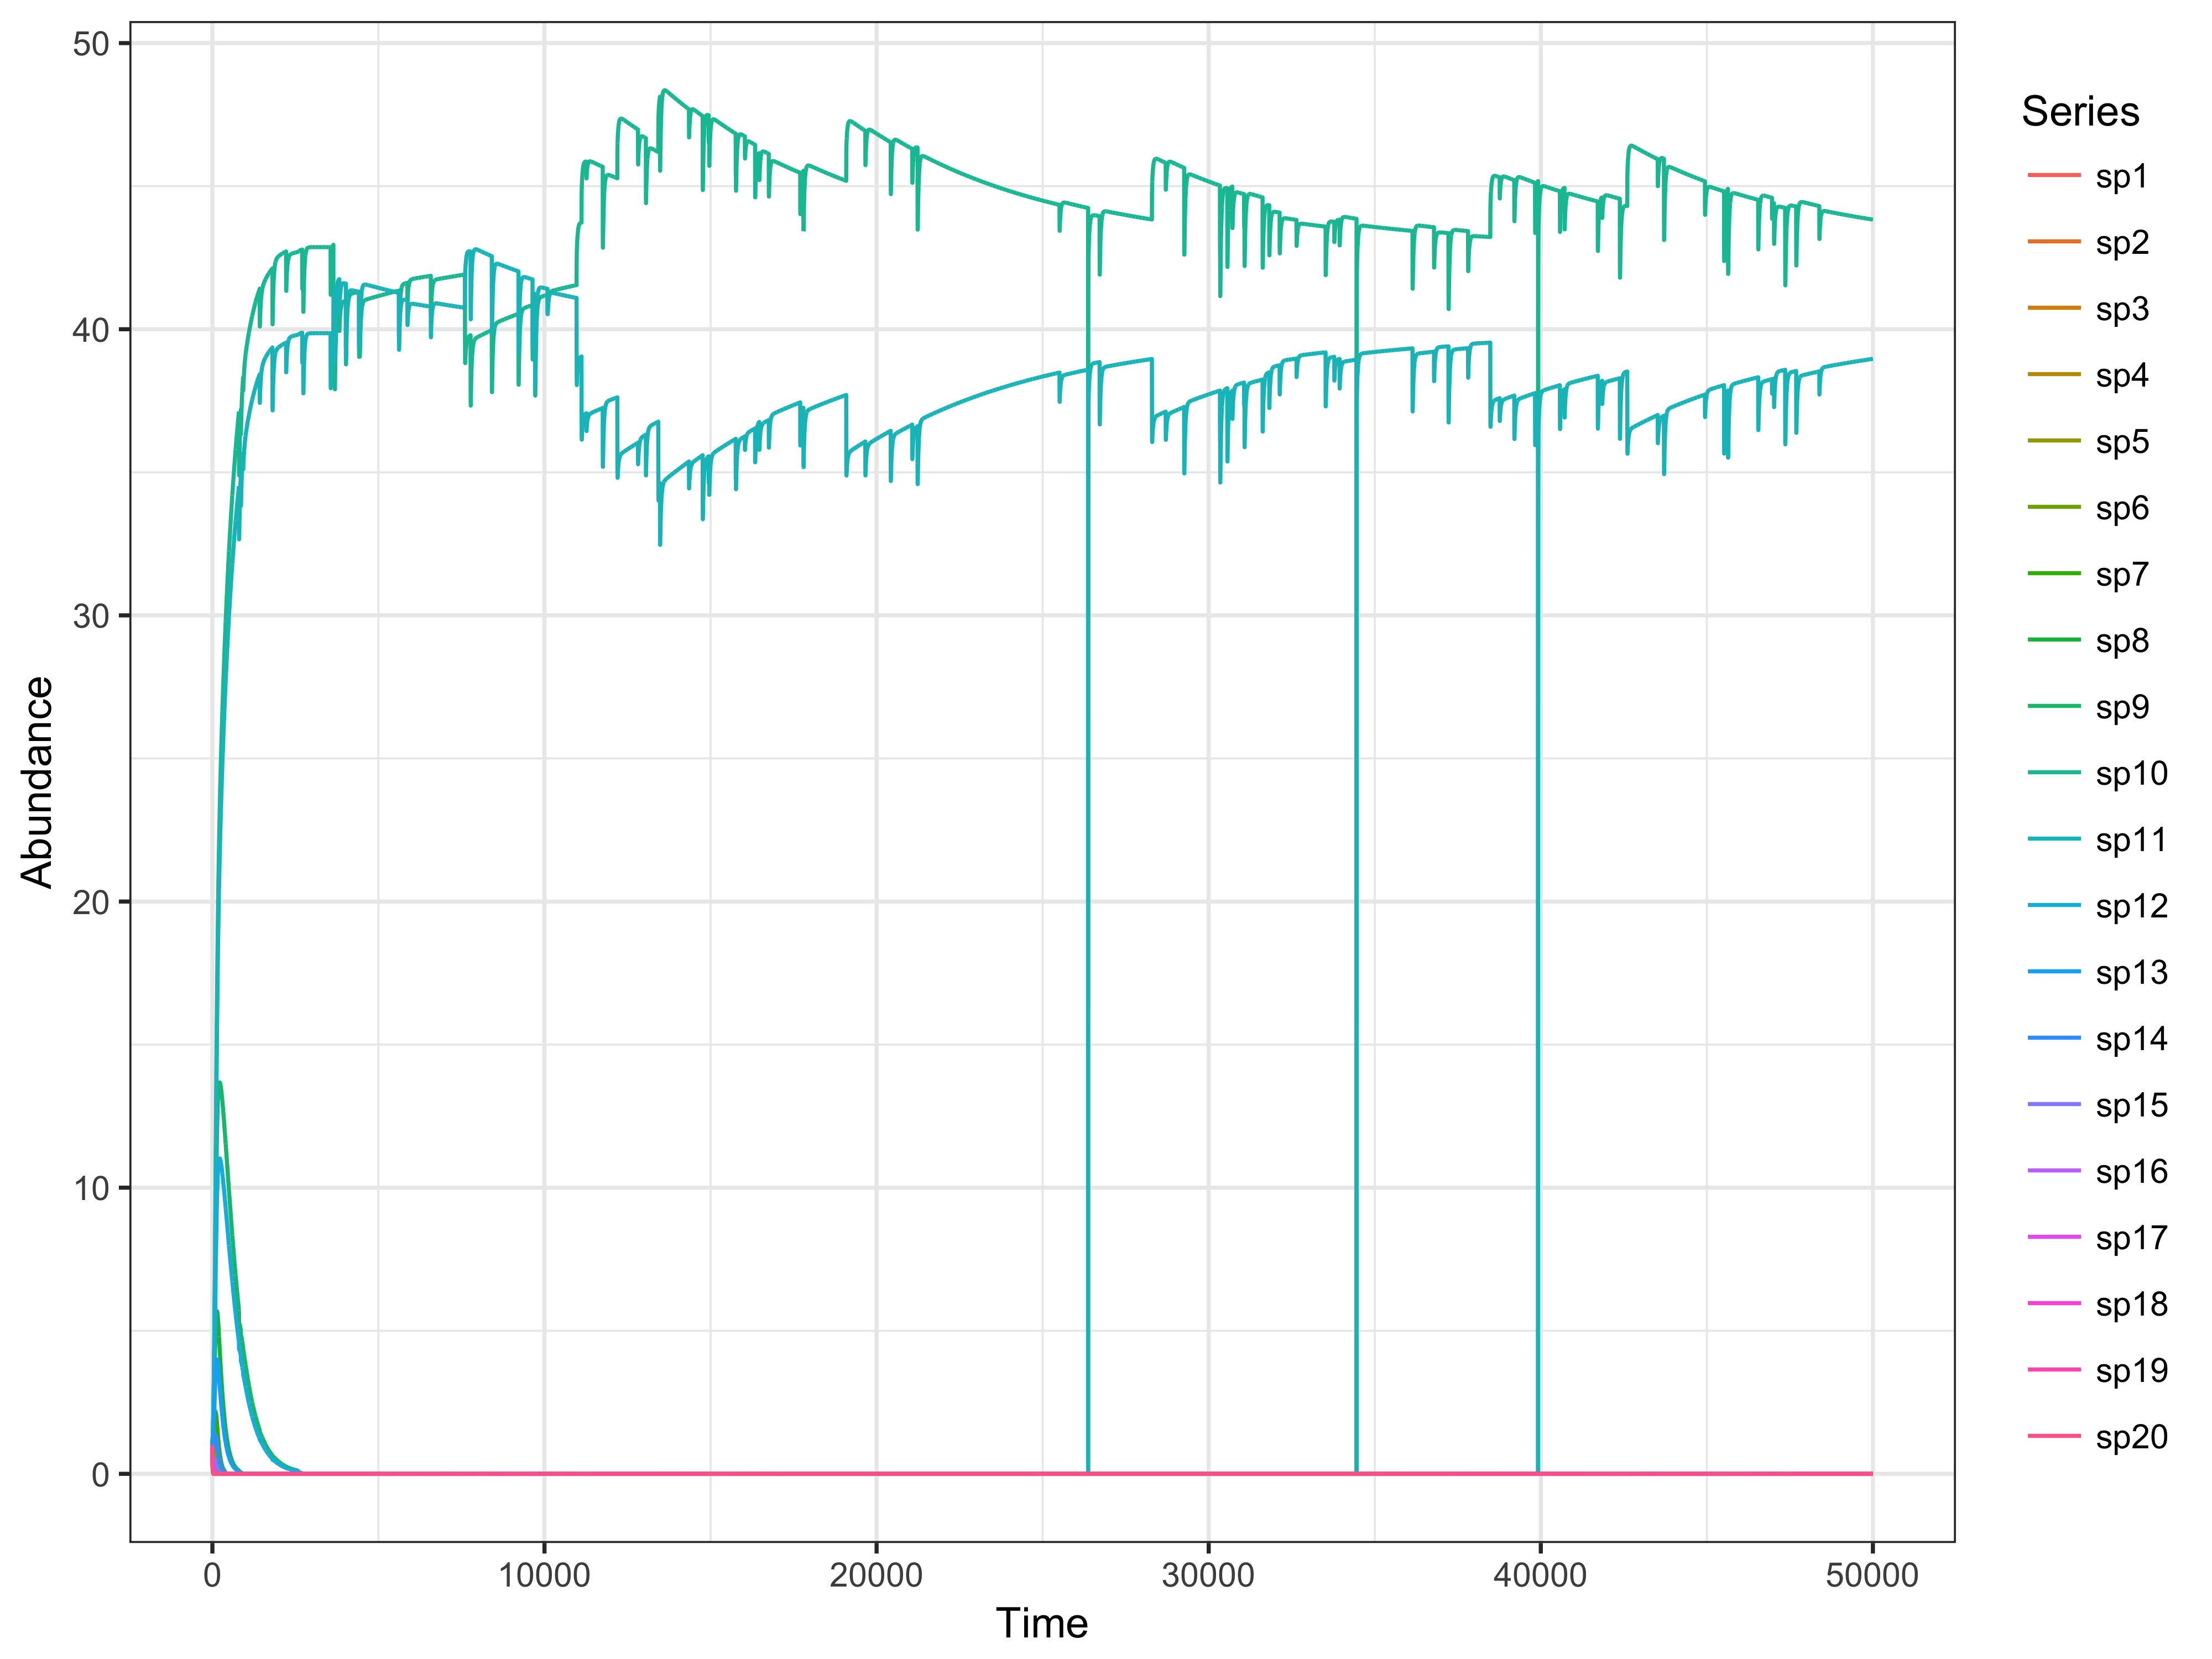 50
40
30
20
10
0
Abundance
0 10000 20000 30000 40000 50000
Time
Series
sp1
sp2
sp3
sp4
sp5
sp6
sp7
sp8
sp9
sp10
sp11
sp12
sp13
sp14
sp15
sp16
sp17
sp18
sp19
sp20